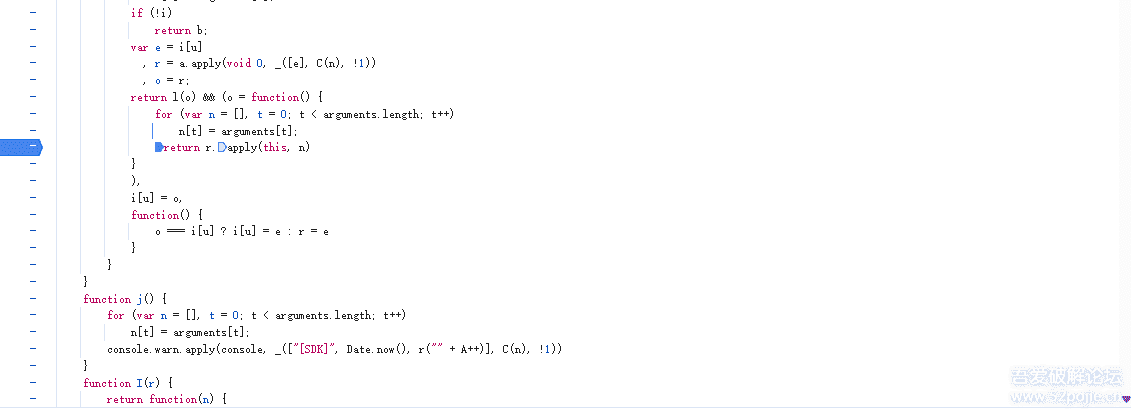 if (!i)
return b;
var e = i[u]
, r = a.apply(void 0, _([e], C(n), !1))
, o = r;
return l(o) && (o = function() {
for (var n = [], t = 0; t < arguments.length; t++)
n[t] = arguments[t];
return r.apply(this, n)
}
),
i[u] = o,
function() {
o === i[u] ? i[u] = e : r = e
}
}
}
function j() {
for (var n = [], t = 0; t < arguments.length; t++)
n[t] = arguments[t];
console.warn.apply(console, _(["[SDK]", Date.now(), r("" + A++)], C(n), !1))
}
function I(r) {
return function(n) {
吾爱破解论坛
www.52pojie.cn